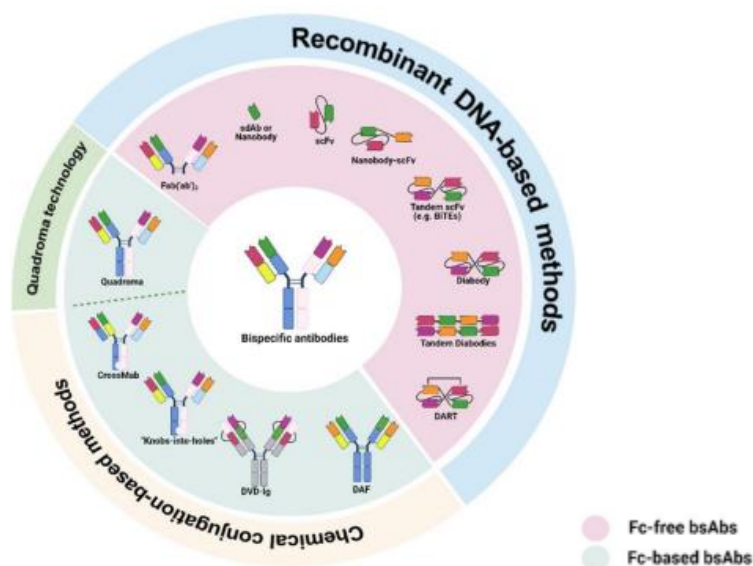 Recombinant DNA-based methods
Quadroma technology
Chemical conjugation-based methods
Fab(ab')₂
sdAb or
Nanobody
scFv
Nanobody-scFv
Tandem scFv
(e.g. BiTEs)
Diabody
Tandem Diabodies
DART
Quadroma
CrossMab
"Knobs-into-holes"
DVD-Ig
DAF
Bispecific antibodies
Fc-free bsAbs
Fc-based bsAbs